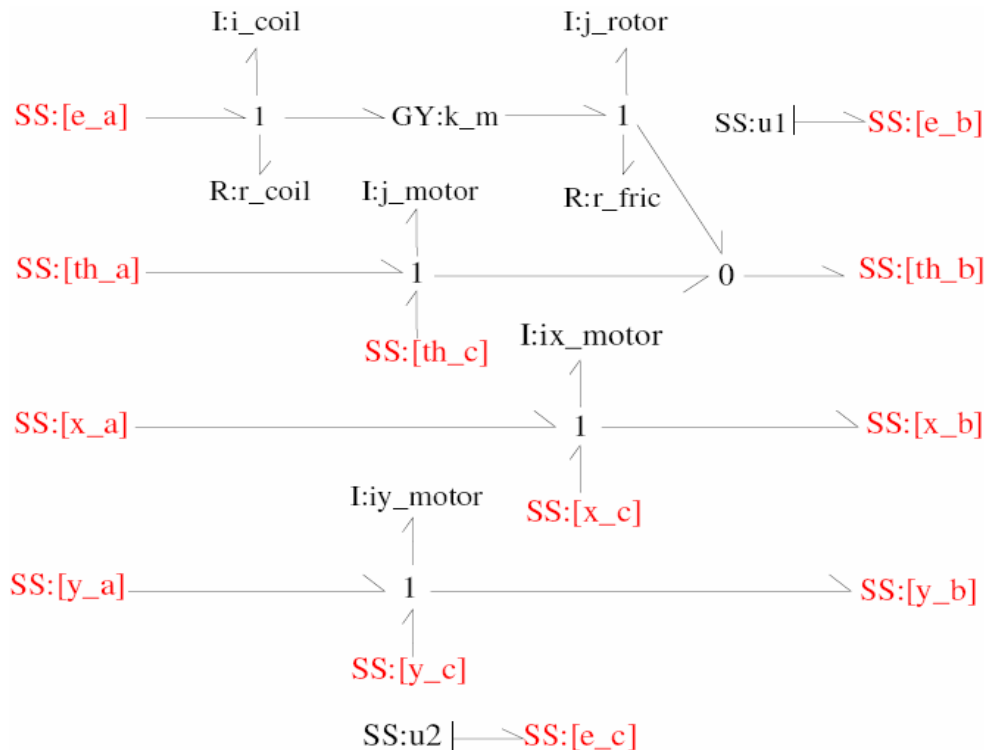 I:i_coil I:j_rotor
SS:[e_a] 1 GY:k_m 1 SS:u1 SS:[e_b]
R:r_coil I:j_motor R:r_fric
SS:[th_a] 1 0 SS:[th_b]
SS:[th_c] I:ix_motor
SS:[x_a] 1 SS:[x_b]
I:iy_motor SS:[x_c]
SS:[y_a] 1 SS:[y_b]
SS:[y_c]
SS:u2 SS:[e_c]